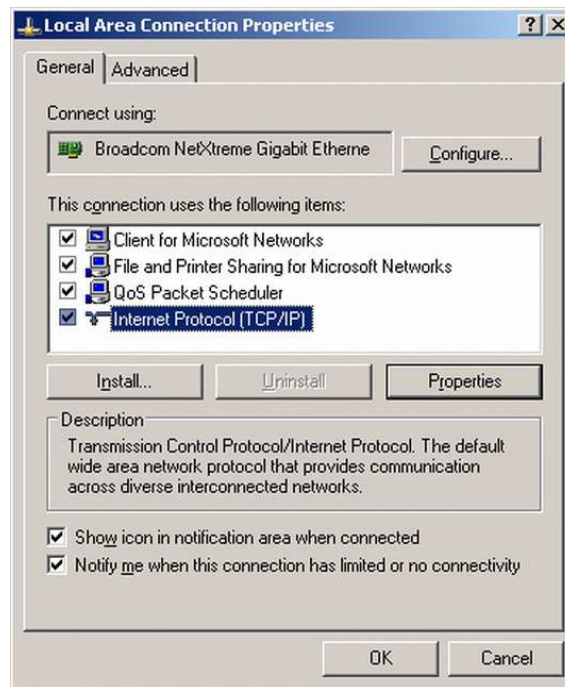 Local Area Connection Properties
General Advanced
Connect using:
Broadcom NetXtreme Gigabit Etherne Configure...
This connection uses the following items:
Client for Microsoft Networks
File and Printer Sharing for Microsoft Networks
QoS Packet Scheduler
Internet Protocol (TCP/IP)
Install... Uninstall Properties
Description
Transmission Control Protocol/Internet Protocol. The default
wide area network protocol that provides communication
across diverse interconnected networks.
Show icon in notification area when connected
Notify me when this connection has limited or no connectivity
OK Cancel